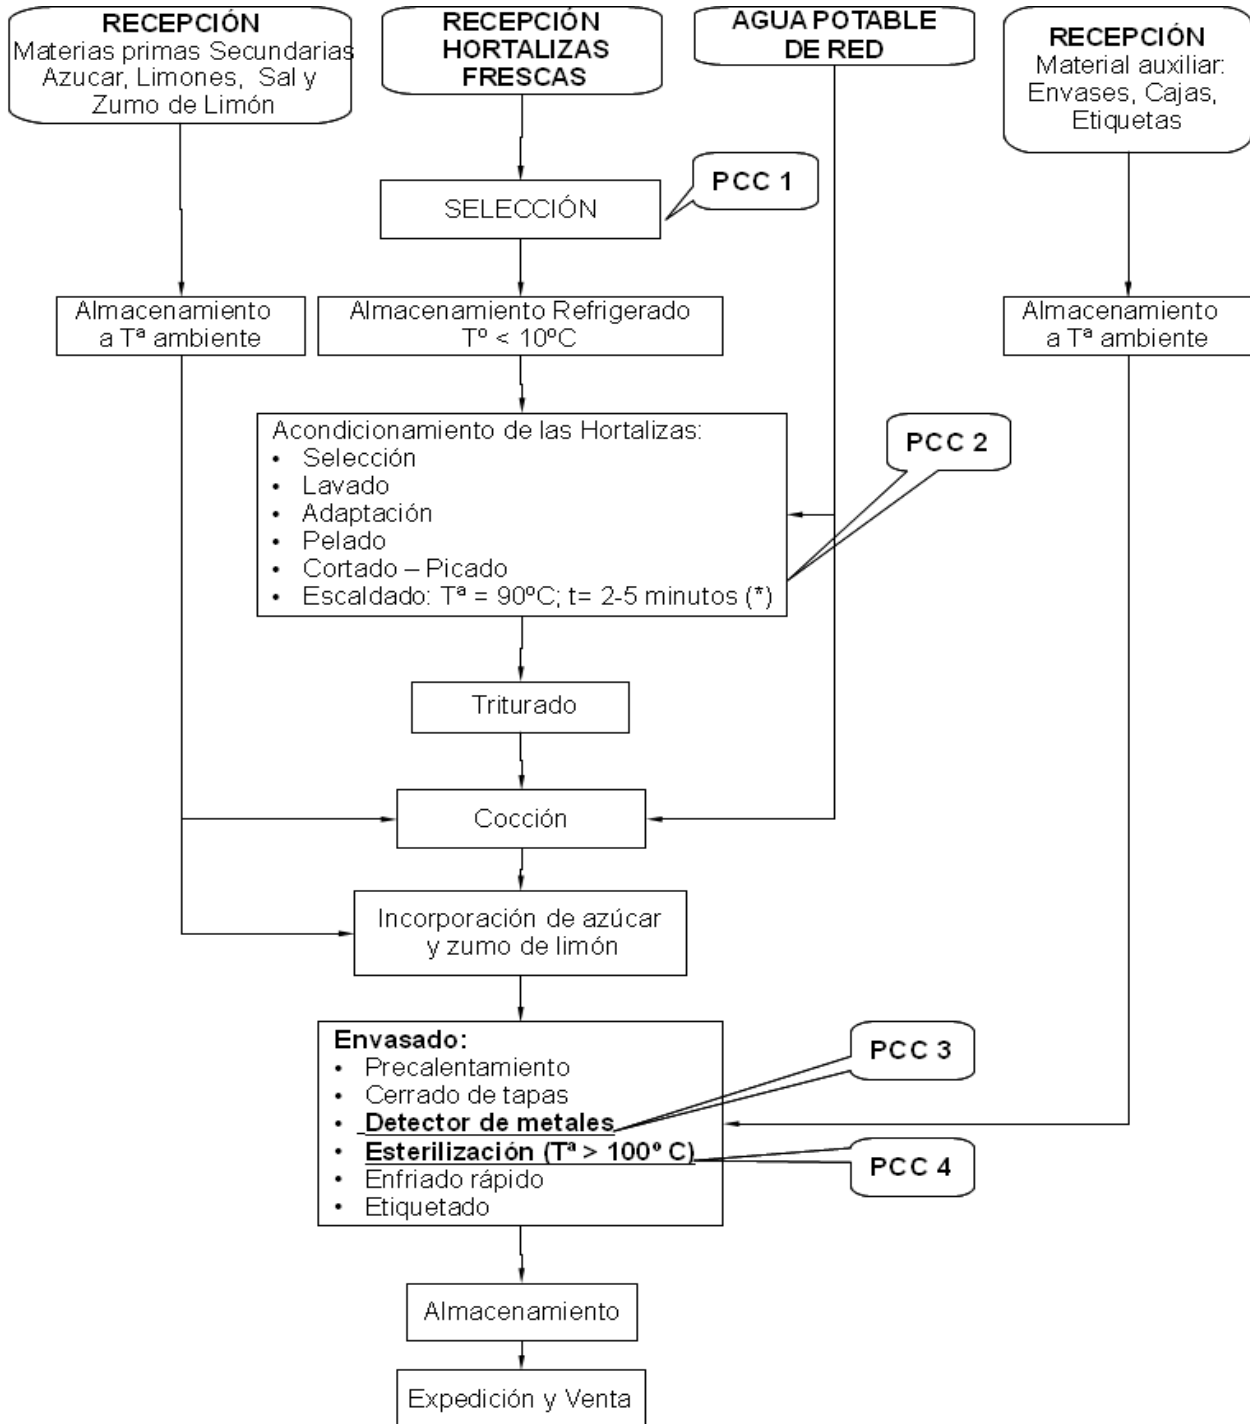 RECEPCIÓN
Materias primas Secundarias
Azucar, Limones, Sal y
Zumo de Limón
RECEPCIÓN
HORTALIZAS
FRESCAS
AGUA POTABLE
DE RED
RECEPCIÓN
Material auxiliar:
Envases, Cajas,
Etiquetas
PCC 1
SELECCIÓN
Almacenamiento
a Tª ambiente
Almacenamiento Refrigerado
Tº < 10ºC
Almacenamiento
a Tª ambiente
Acondicionamiento de las Hortalizas:
• Selección
• Lavado
• Adaptación
• Pelado
• Cortado – Picado
• Escaldado: Tª = 90ºC; t= 2-5 minutos (*)
PCC 2
Triturado
Cocción
Incorporación de azúcar
y zumo de limón
Envasado:
• Precalentamiento
• Cerrado de tapas
• Detector de metales
• Esterilización (Tª > 100º C)
• Enfriado rápido
• Etiquetado
PCC 3
PCC 4
Almacenamiento
Expedición y Venta